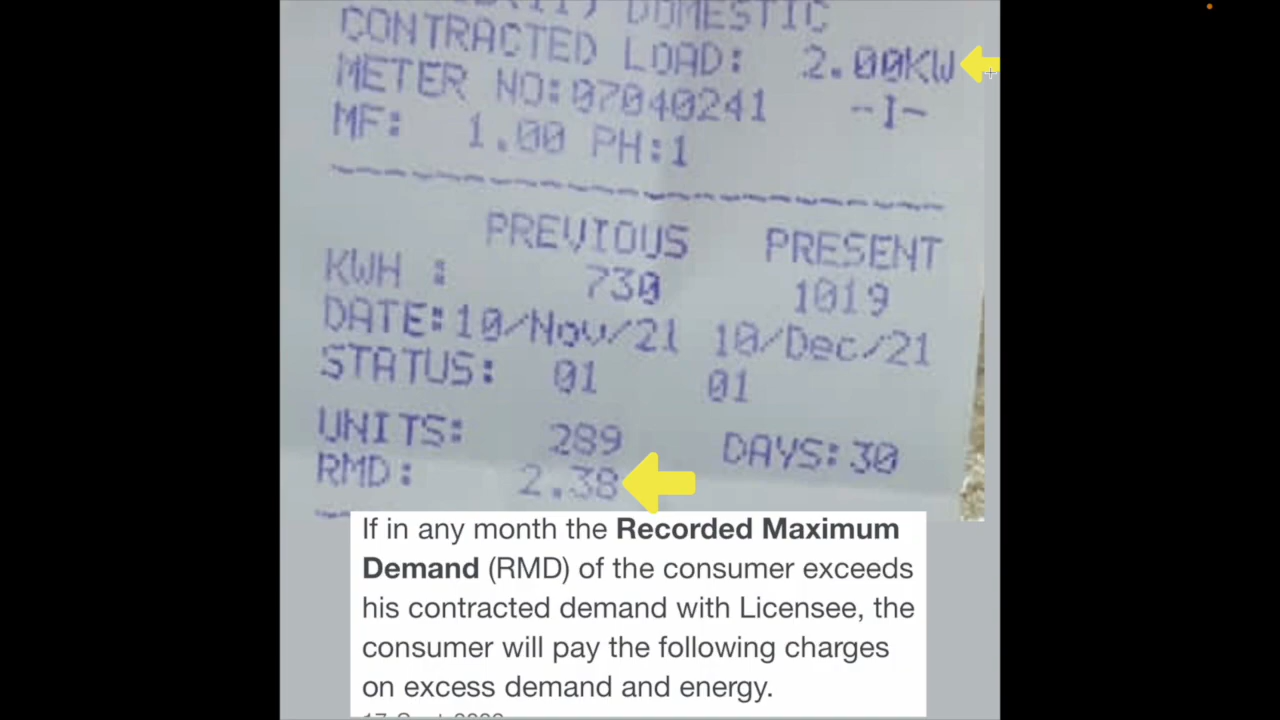 DOMESTIC
CONTRACTED LOAD: 2.00KW
METER NO:07040241 --I--
MF: 1.00 PH:1
PREVIOUS PRESENT
KWH : 730 1019
DATE:10/Nov/21 10/Dec/21
STATUS: 01 01
UNITS: 289 DAYS:30
RMD: 2.38
If in any month the Recorded Maximum
Demand (RMD) of the consumer exceeds
his contracted demand with Licensee, the
consumer will pay the following charges
on excess demand and energy.